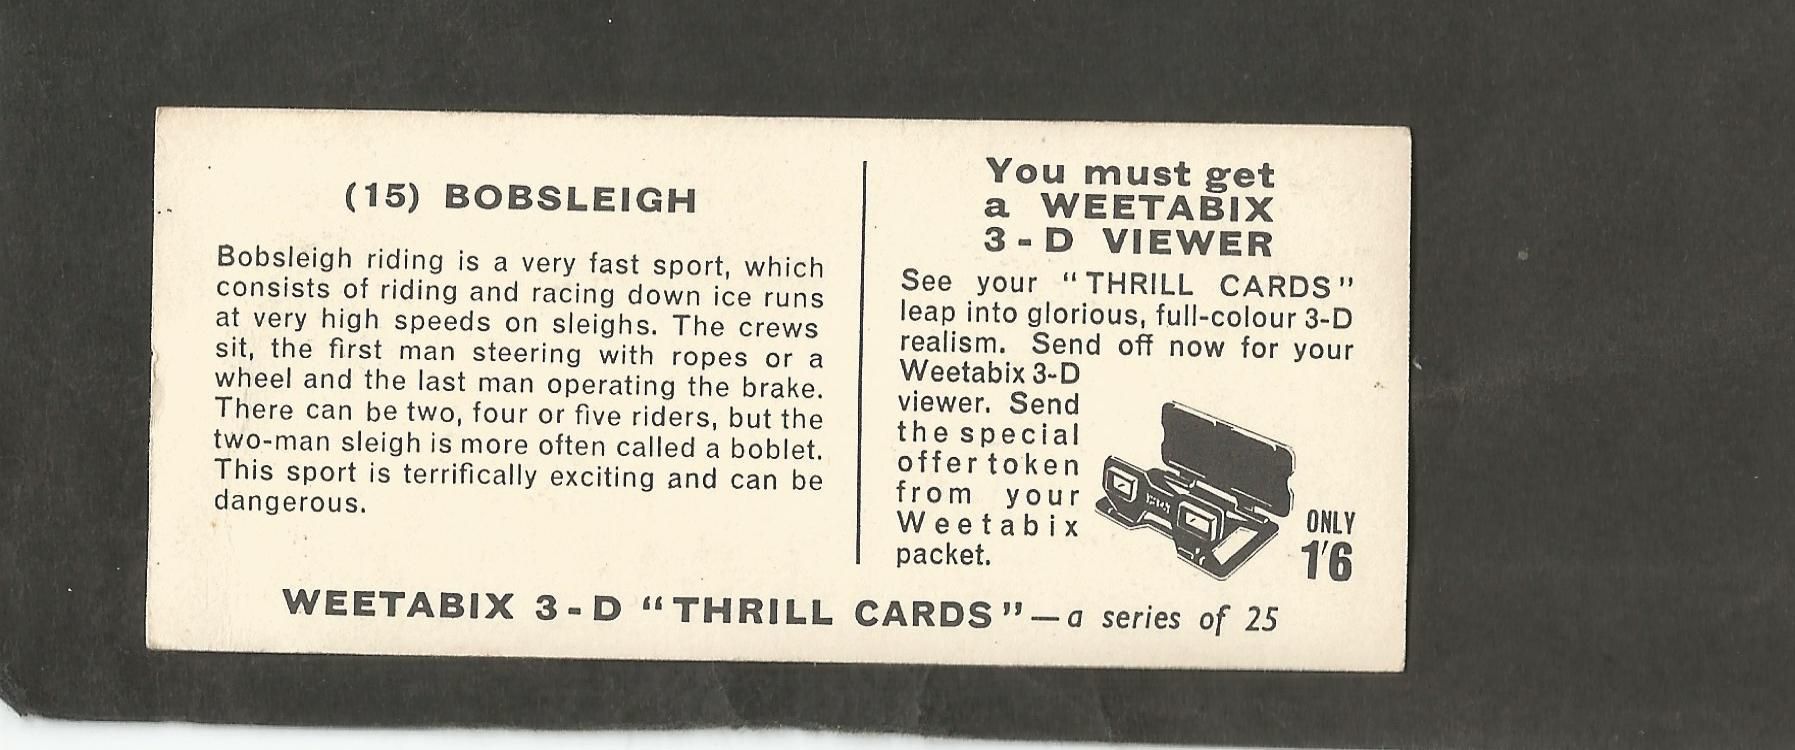 (15) BOBSLEIGH
Bobsleigh riding is a very fast sport, which
consists of riding and racing down ice runs
at very high speeds on sleighs. The crews
sit, the first man steering with ropes or a
wheel and the last man operating the brake.
There can be two, four or five riders, but the
two-man sleigh is more often called a boblet.
This sport is terrifically exciting and can be
dangerous.
You must get
a WEETABIX
3-D VIEWER
See your "THRILL CARDS"
leap into glorious, full-colour 3-D
realism. Send off now for your
Weetabix 3-D
viewer. Send
the special
offer token
from your
Weetabix
packet.
ONLY
1'6
WEETABIX 3-D "THRILL CARDS"—a series of 25